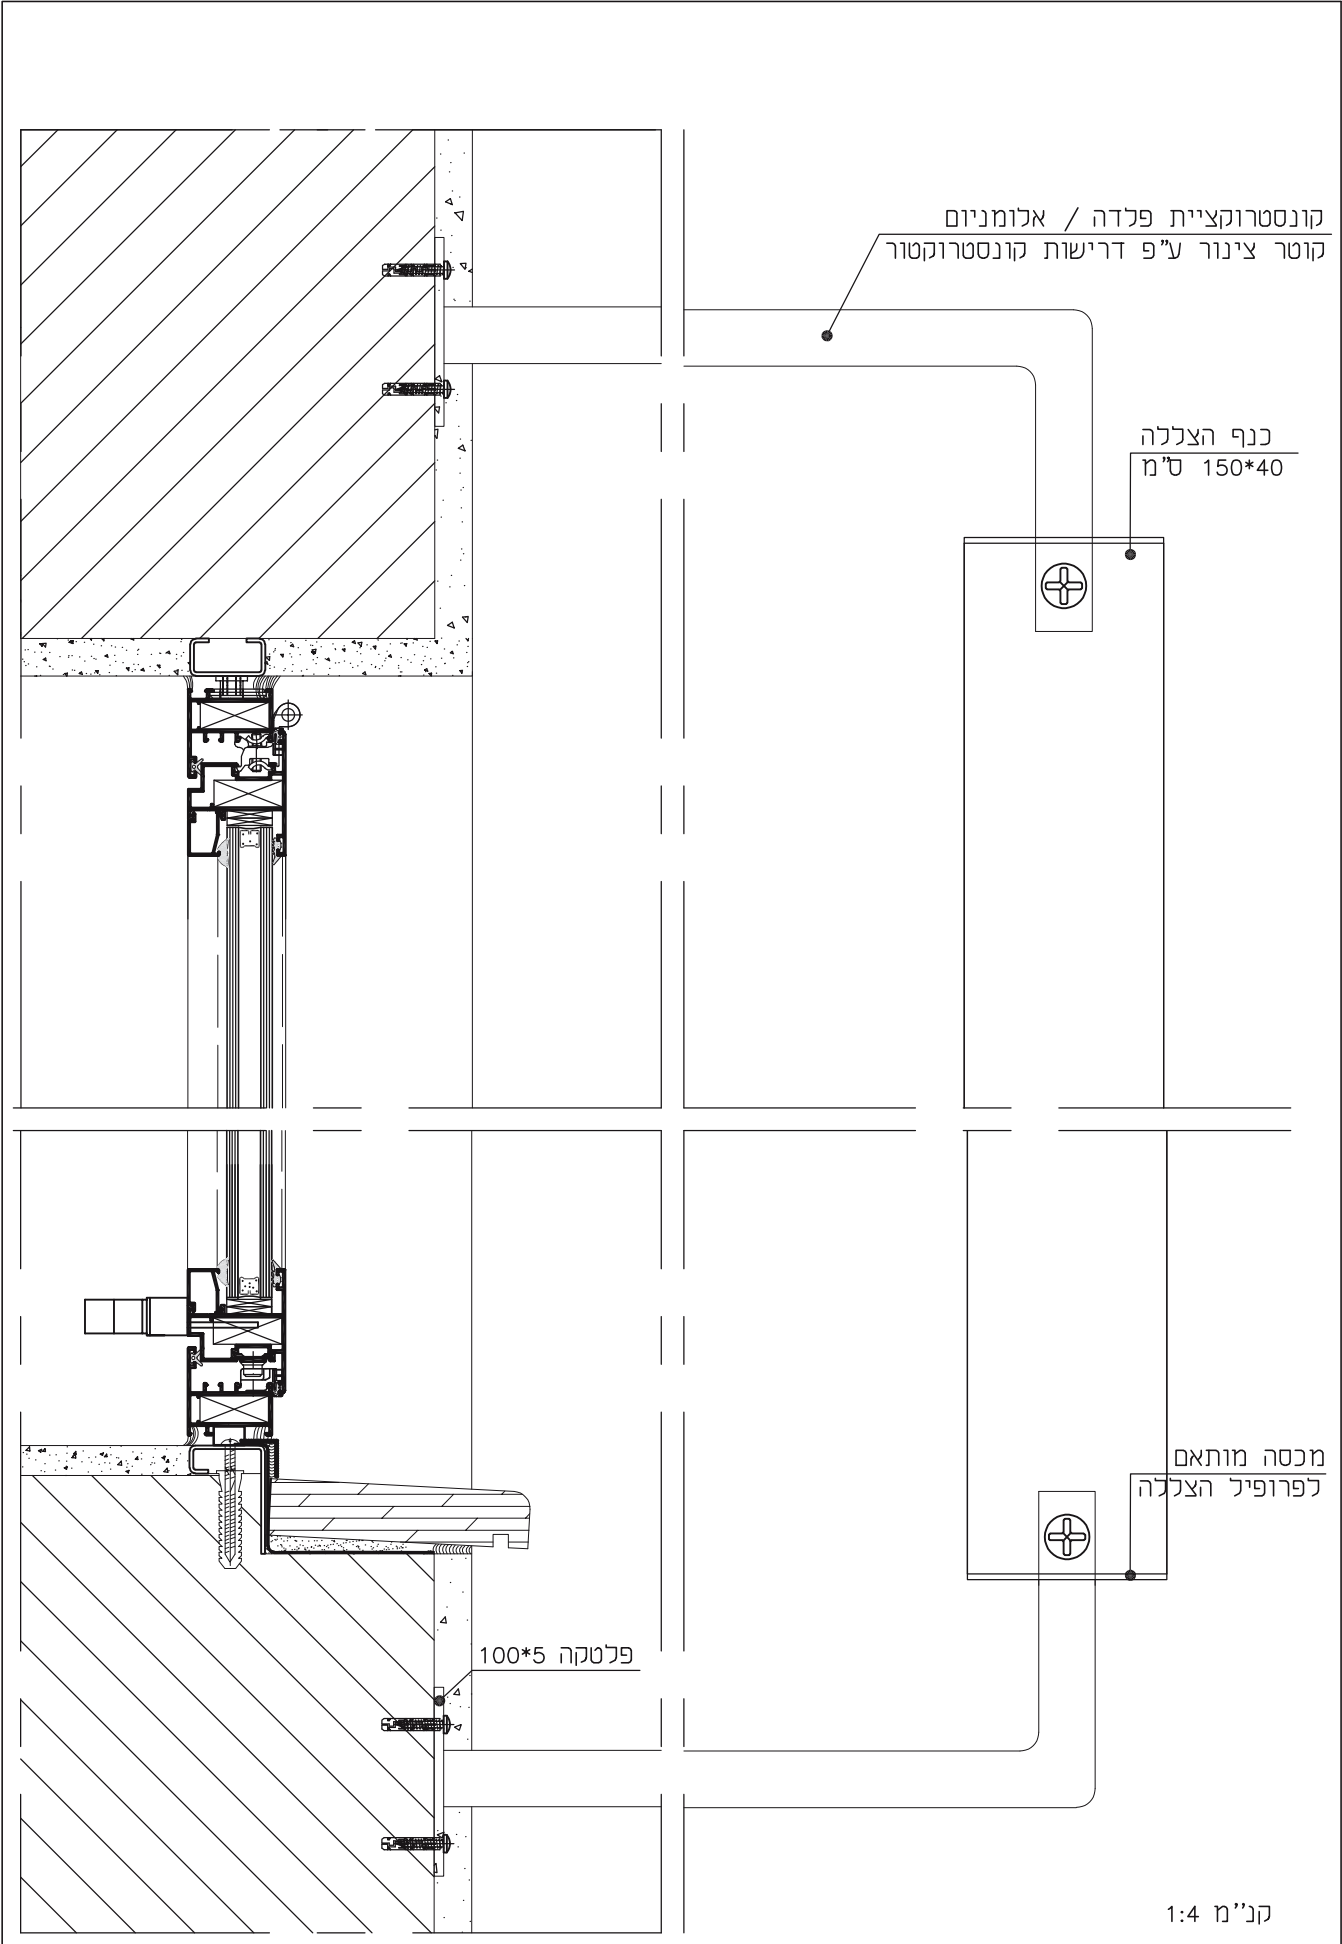 קונסטרוקציית פלדה / אלומניום
קוטר צינור ע"פ דרישות קונסטרוקטור
כנף הצללה
150*40 ס"מ
מכסה מותאם
לפרופיל הצללה
פלטקה 100*5
קנ''מ 1:4